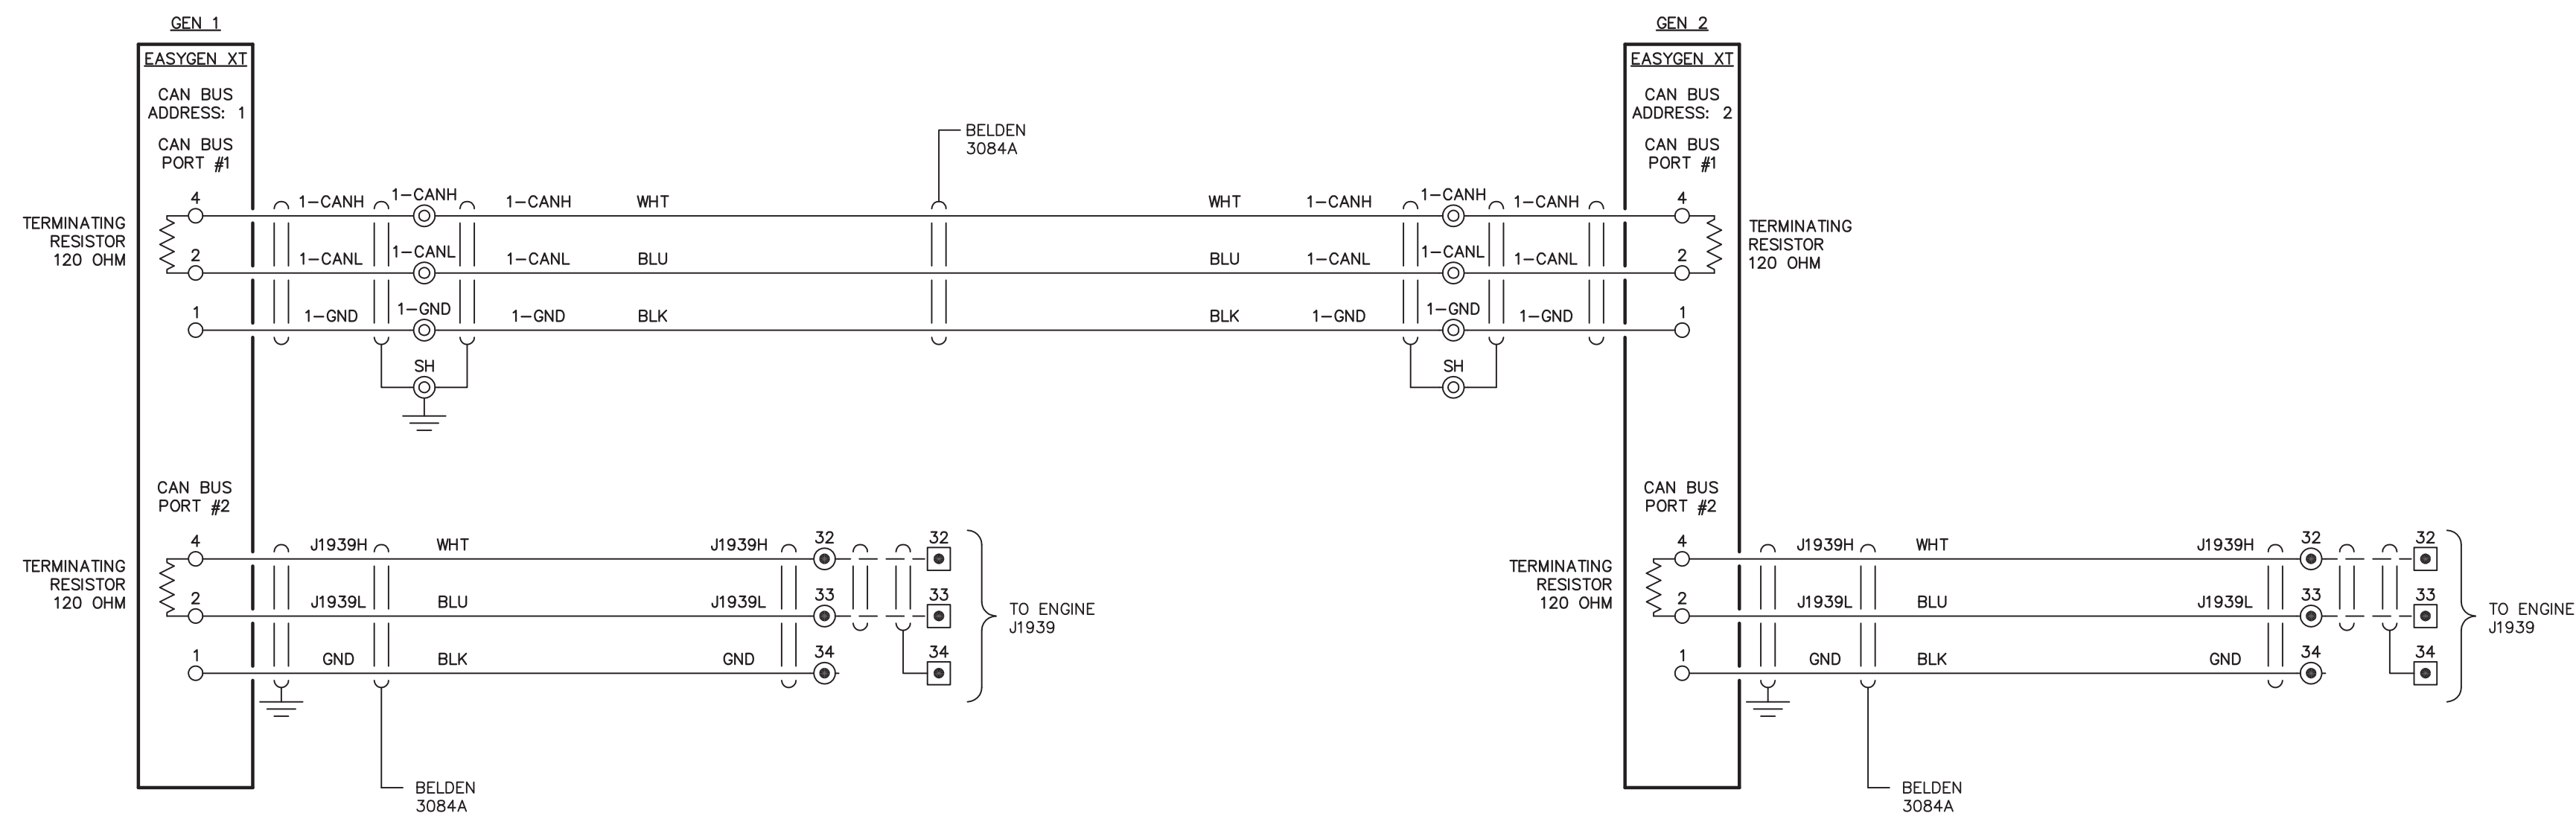 GEN 1
EASYGEN XT
CAN BUS
ADDRESS: 1
CAN BUS
PORT #1
TERMINATING
RESISTOR
120 OHM
4
2
1
1-CANH
1-CANL
1-GND
1-CANH
1-CANL
1-GND
SH
1-CANH
1-CANL
1-GND
WHT
BLU
BLK
BELDEN
3084A
WHT
BLU
BLK
1-CANH
1-CANL
1-GND
1-CANH
1-CANL
1-GND
SH
1-CANH
1-CANL
1-GND
GEN 2
EASYGEN XT
CAN BUS
ADDRESS: 2
CAN BUS
PORT #1
4
2
1
TERMINATING
RESISTOR
120 OHM
CAN BUS
PORT #2
TERMINATING
RESISTOR
120 OHM
4
2
1
J1939H
J1939L
GND
WHT
BLU
BLK
BELDEN
3084A
J1939H
J1939L
GND
32
33
34
32
33
34
TO ENGINE
J1939
CAN BUS
PORT #2
TERMINATING
RESISTOR
120 OHM
4
2
1
J1939H
J1939L
GND
WHT
BLU
BLK
BELDEN
3084A
J1939H
J1939L
GND
32
33
34
32
33
34
TO ENGINE
J1939